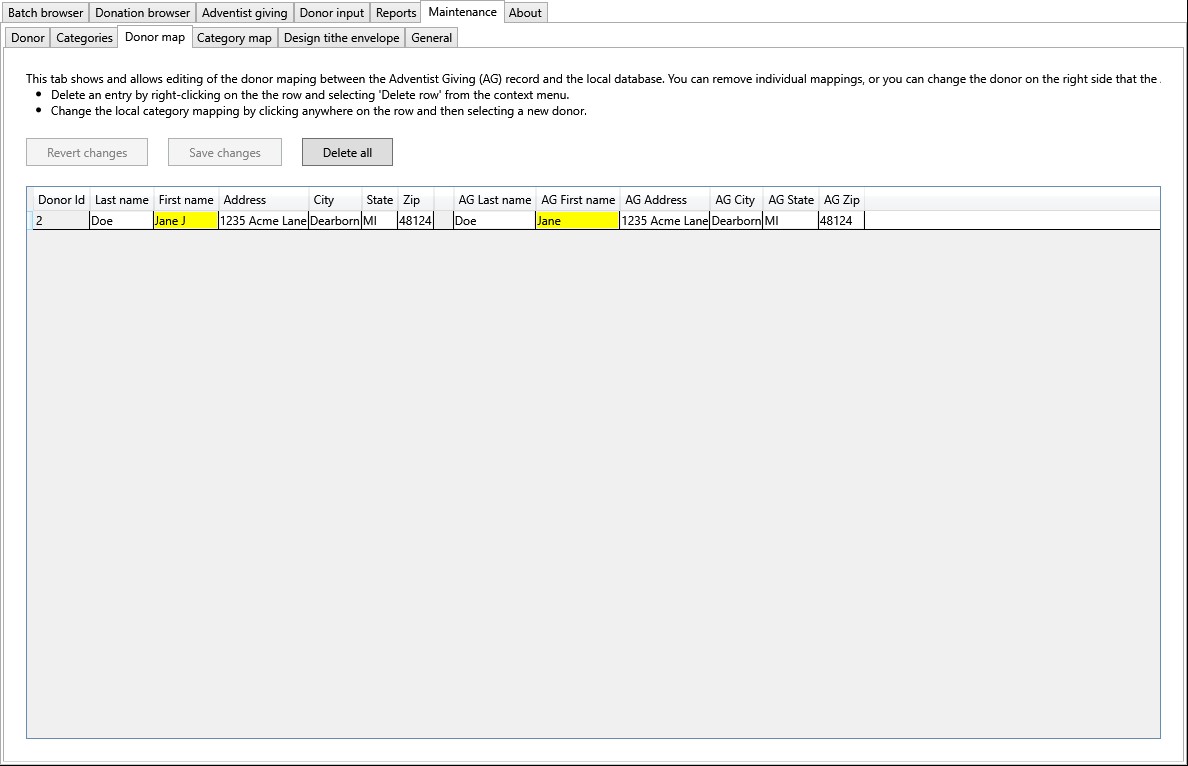 Batch browser Donation browser Adventist giving Donor input Reports Maintenance About
Donor Categories Donor map Category map Design tithe envelope General
This tab shows and allows editing of the donor maping between the Adventist Giving (AG) record and the local database. You can remove individual mappings, or you can change the donor on the right side that the
• Delete an entry by right-clicking on the the row and selecting 'Delete row' from the context menu.
• Change the local category mapping by clicking anywhere on the row and then selecting a new donor.
Revert changes Save changes Delete all
Donor Id Last name First name Address City State Zip AG Last name AG First name AG Address AG City AG State AG Zip
2 Doe Jane J 1235 Acme Lane Dearborn MI 48124 Doe Jane 1235 Acme Lane Dearborn MI 48124